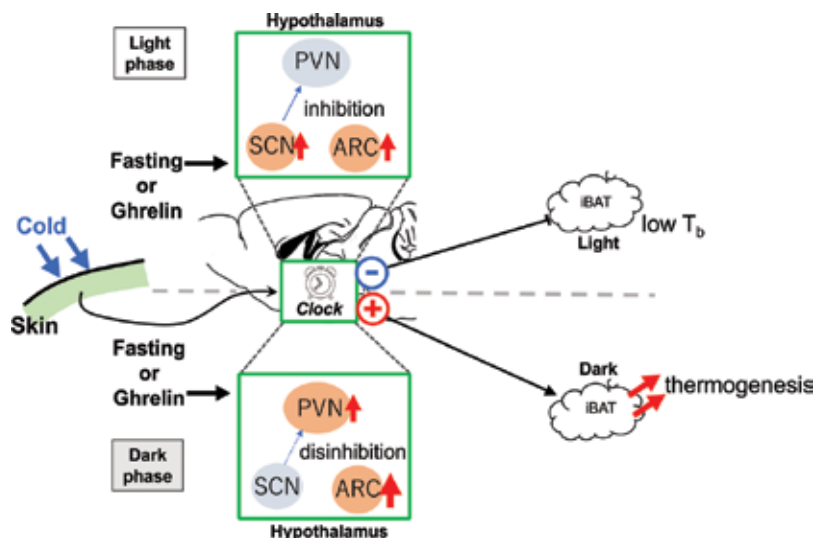 Hypothalamus
Light
phase
PVN
inhibition
SCN
ARC
Fasting
or
Ghrelin
Cold
iBAT
Light
low Tb
−
Clock
+
Skin
Fasting
or
Ghrelin
Dark
iBAT
thermogenesis
PVN
disinhibition
Dark
phase
SCN
ARC
Hypothalamus